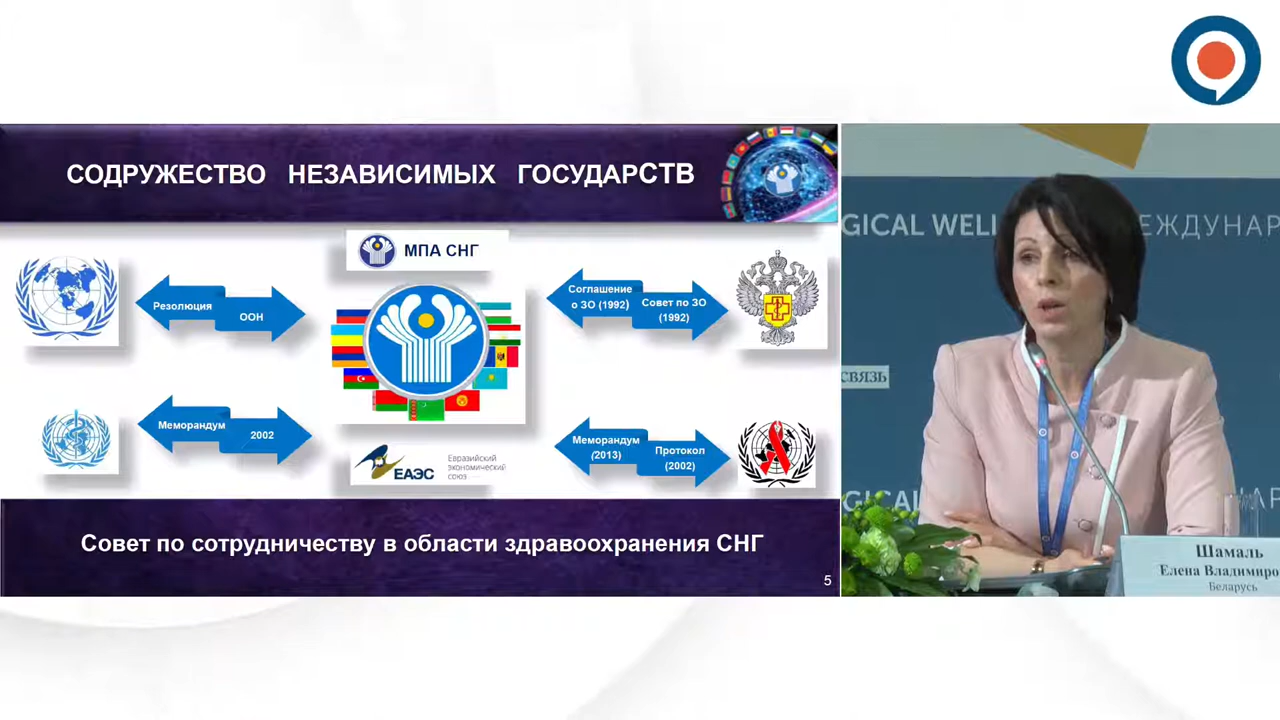 СОДРУЖЕСТВО НЕЗАВИСИМЫХ ГОСУДАРСТВ
МПА СНГ
Резолюция
ООН
Соглашение
о ЗО (1992)
Совет по ЗО
(1992)
Меморандум
2002
ЕАЭС
Евразийский
экономический
союз
Меморандум
(2013)
Протокол
(2002)
Совет по сотрудничеству в области здравоохранения СНГ
5
GICAL WELL
ЕЖДУНАР
СВЯЗЬ
GICAL
АР
Шамаль
Елена Владимиро
Беларусь